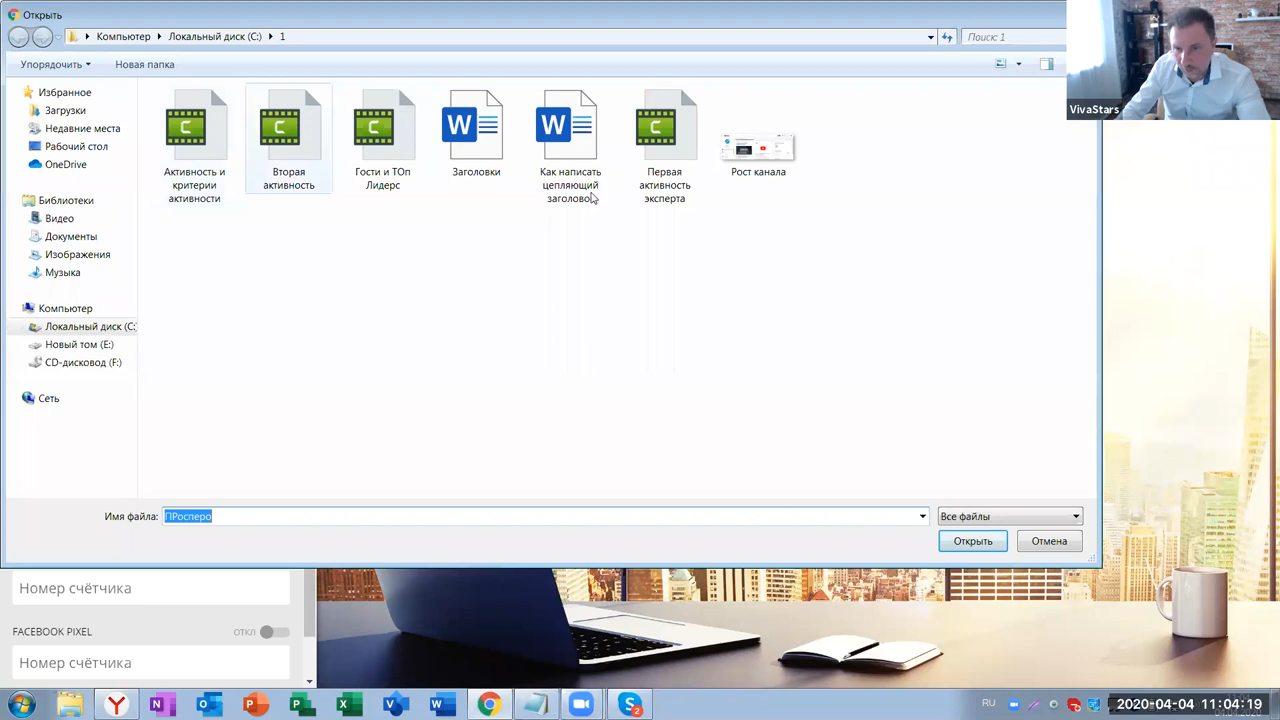 Открыть
Компьютер
Локальный диск (C:)
1
Поиск: 1
Упорядочить
Новая папка
Избранное
Загрузки
Недавние места
Рабочий стол
OneDrive
Библиотеки
Видео
Документы
Изображения
Музыка
Компьютер
Локальный диск (C:
Новый том (E:)
CD-дисковод (F:)
Сеть
Активность и
критерии
активности
Вторая
активность
Гости и ТОп
Лидерс
Заголовки
Как написать
цепляющий
заголовок
Первая
активность
эксперта
Рост канала
VivaStars
Имя файла:
ПРосперо
Все файлы
Открыть
Отмена
Номер счётчика
FACEBOOK PIXEL
ОТКЛ
Номер счётчика
RU
2020-04-04 11:04:19